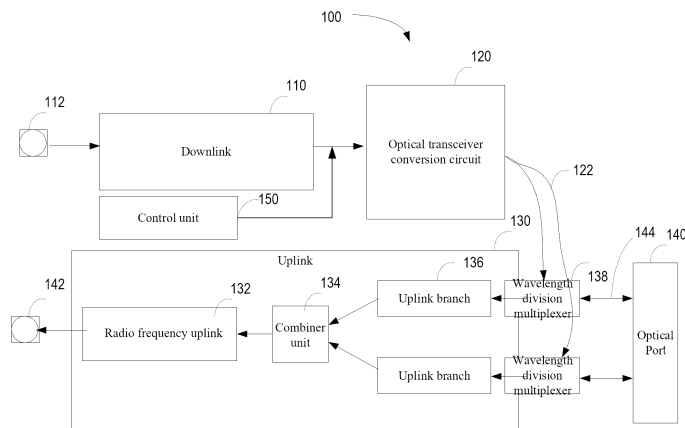 100
120
110
112
Downlink
Optical transceiver
conversion circuit
122
150
Control unit
130
144
140
Uplink
136
138
142
132
134
Uplink branch
Wavelength
division
multiplexer
Radio frequency uplink
Combiner
unit
Optical
Port
Uplink branch
Wavelength
division
multiplexer